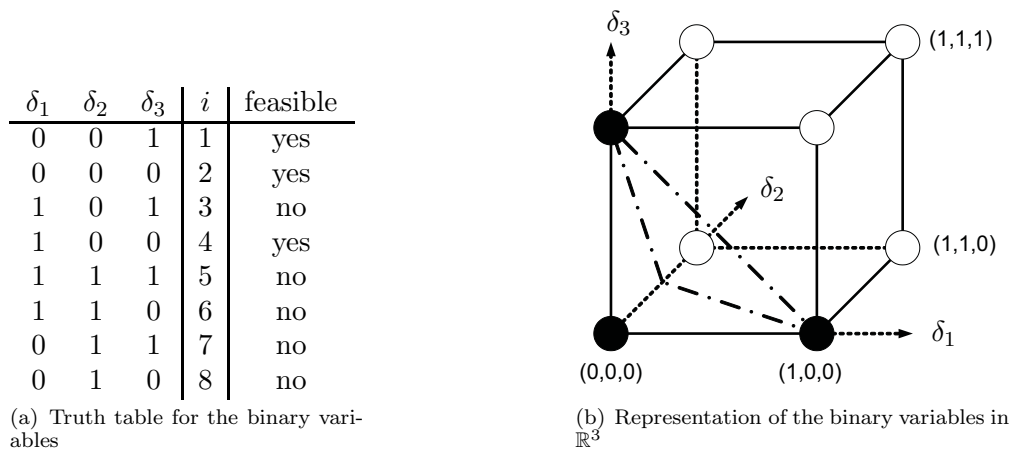 δ₁ δ₂ δ₃ i feasible
0 0 1 1 yes
0 0 0 2 yes
1 0 1 3 no
1 0 0 4 yes
1 1 1 5 no
1 1 0 6 no
0 1 1 7 no
0 1 0 8 no
(a) Truth table for the binary vari-
ables
δ₃
(1,1,1)
δ₂
(1,1,0)
δ₁
(0,0,0)
(1,0,0)
(b) Representation of the binary variables in
ℝ³